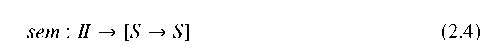 sem : Π → [S → S] (2.4)